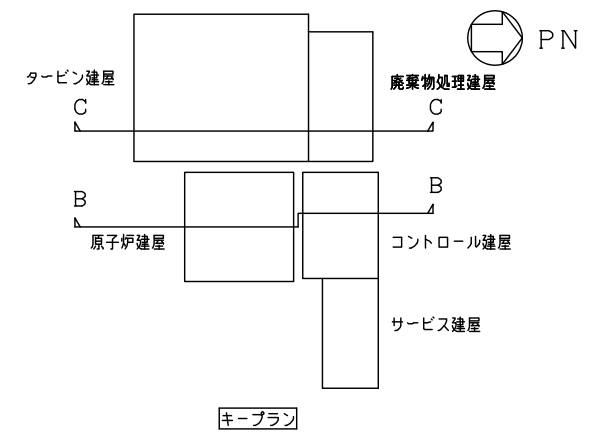 PN
タービン建屋
廃棄物処理建屋
C
C
B
B
原子炉建屋
コントロール建屋
サービス建屋
キープラン